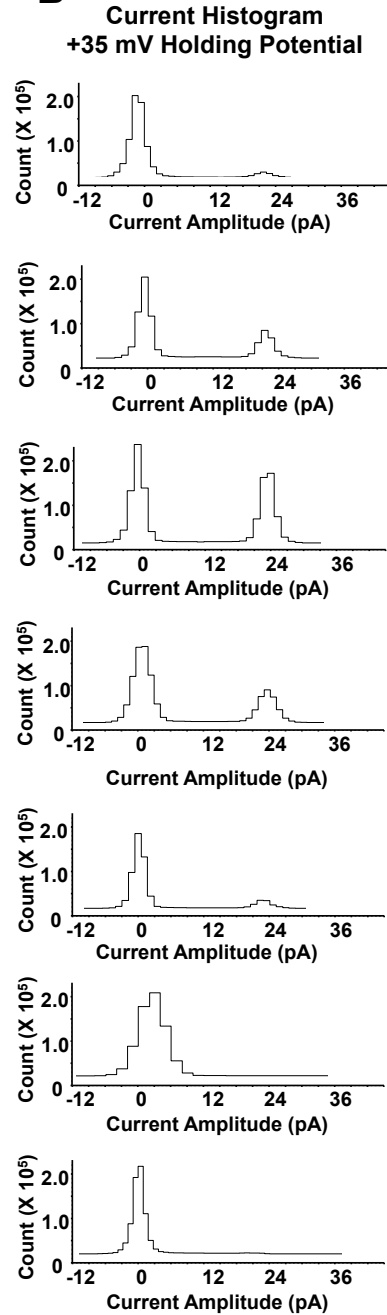 Current Histogram
+35 mV Holding Potential
Count (X 10⁵)
2.0
1.0
0
-12 0 12 24 36
Current Amplitude (pA)
Count (X 10⁵)
2.0
1.0
0
-12 0 12 24 36
Current Amplitude (pA)
Count (X 10⁵)
2.0
1.0
0
-12 0 12 24 36
Current Amplitude (pA)
Count (X 10⁵)
2.0
1.0
0
-12 0 12 24 36
Current Amplitude (pA)
Count (X 10⁵)
2.0
1.0
0
-12 0 12 24 36
Current Amplitude (pA)
Count (X 10⁵)
2.0
1.0
0
-12 0 12 24 36
Current Amplitude (pA)
Count (X 10⁵)
2.0
1.0
0
-12 0 12 24 36
Current Amplitude (pA)